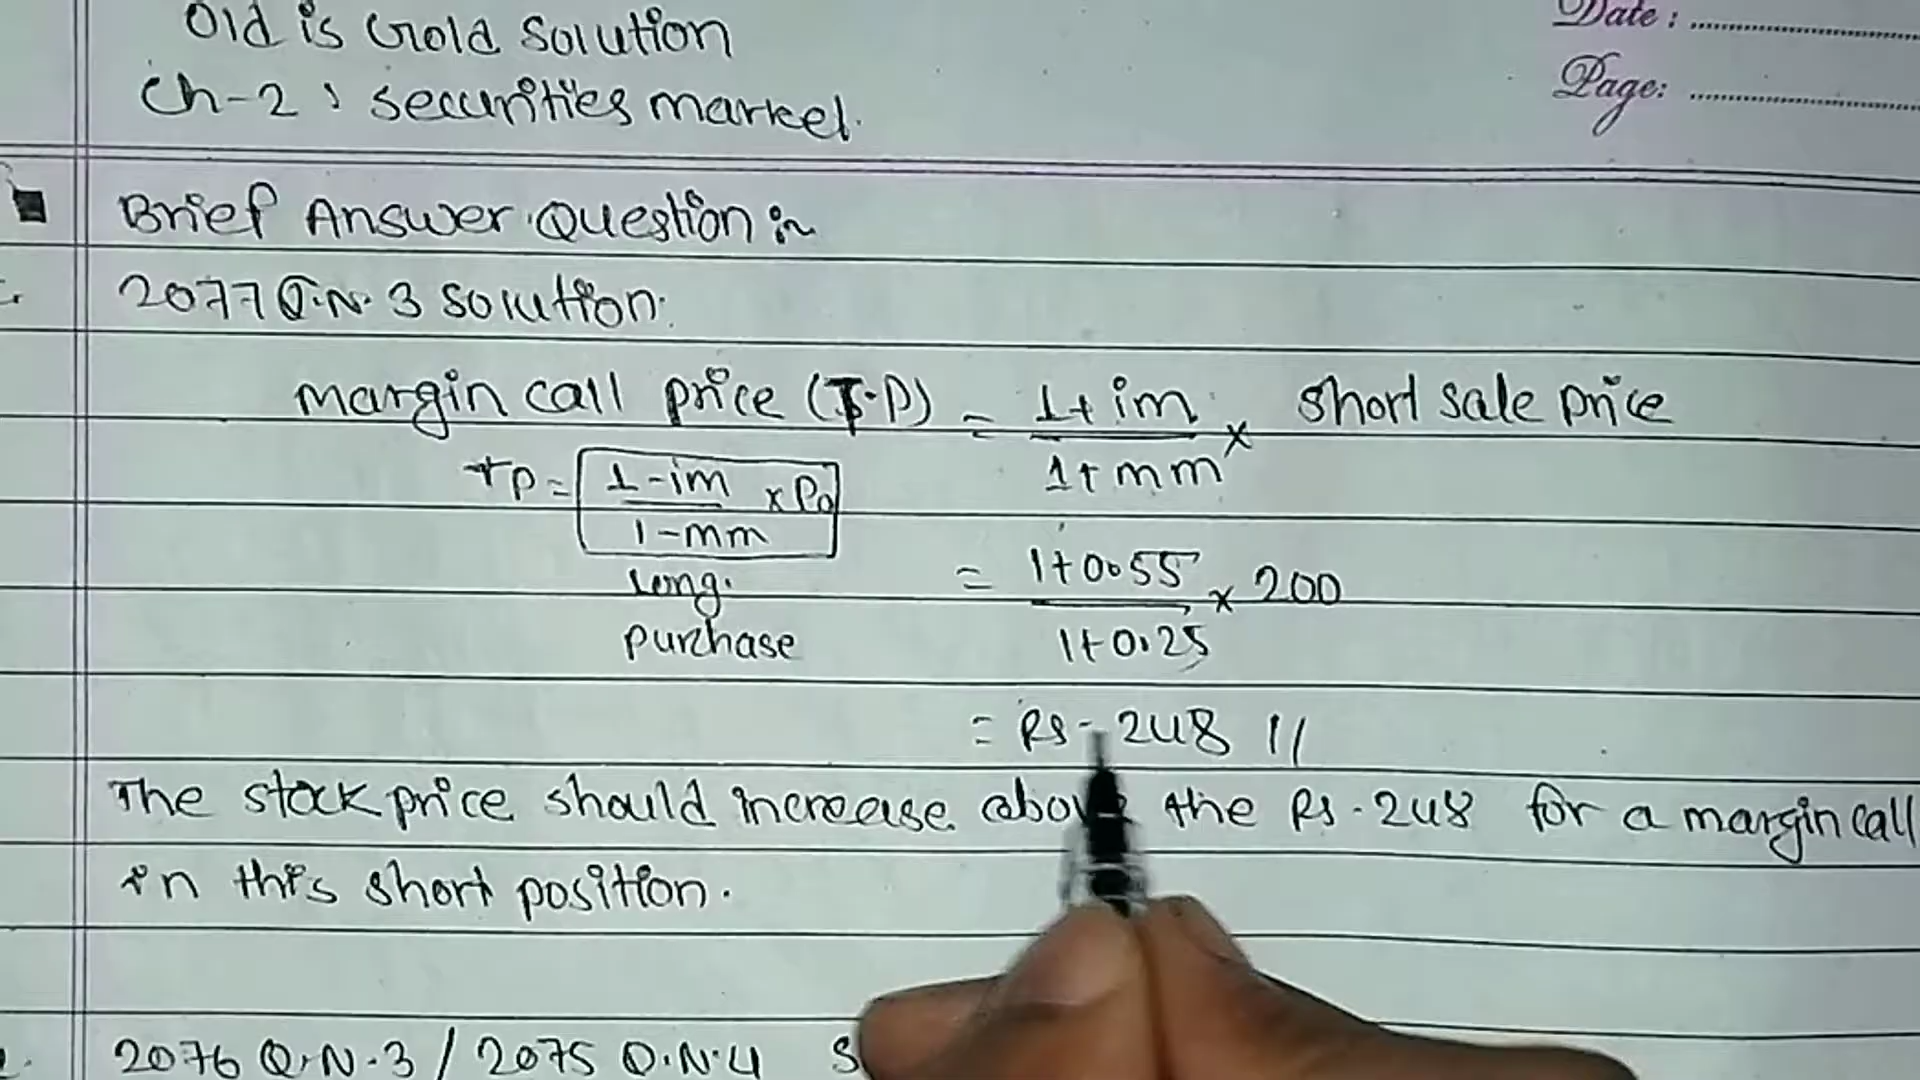 Old is Gold Solution
Date:
Ch-2: securities market.
Page:
Brief Answer Question:-
2077 Q.N. 3 Solution.
margin call price (T.P) = 1+im / 1+mm × Short sale price
TP = 1-im / 1-mm × P0
long.
purchase
= 1+0.55 / 1+0.25 × 200
= Rs-248 //
The stock price should increase above the Rs.248 for a margin call
in this short position.
2076 Q.N.3 / 2075 Q.N.4 S